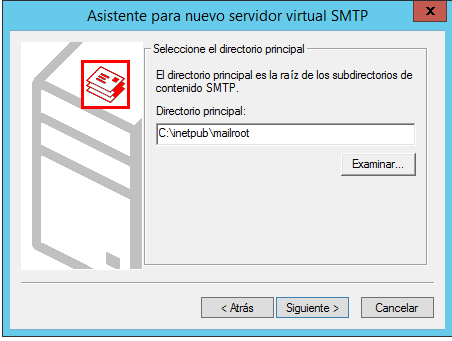 Asistente para nuevo servidor virtual SMTP
x
Seleccione el directorio principal
El directorio principal es la raíz de los subdirectorios de
contenido SMTP.
Directorio principal:
C:\inetpub\mailroot
Examinar...
< Atrás
Siguiente >
Cancelar